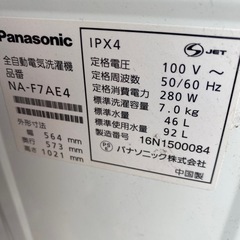 Panasonic
全自動電気洗濯機
品番
NA-F7AE4
外形寸法
幅 564 mm
奥行 573 mm
高さ 1021 mm
IPX4
S JET
定格電圧 100 V ～
定格周波数 50/60 Hz
定格消費電力 280 W
標準洗濯容量 7.0 kg
標準水量 46 L
標準使用水量 92 L
製造番号 16N1500084
PS E パナソニック株式会社
中国製